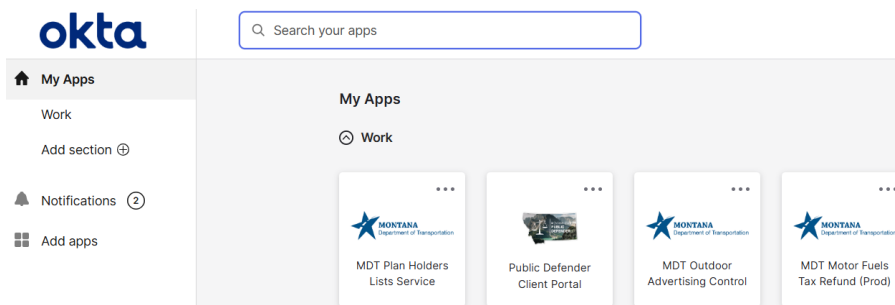 okta
Search your apps
My Apps
Work
Add section
Notifications 2
Add apps
My Apps
Work
MONTANA
Department of Transportation
MDT Plan Holders
Lists Service
PUBLIC
DEFENDER
Public Defender
Client Portal
MONTANA
Department of Transportation
MDT Outdoor
Advertising Control
MONTANA
Department of Transportation
MDT Motor Fuels
Tax Refund (Prod)